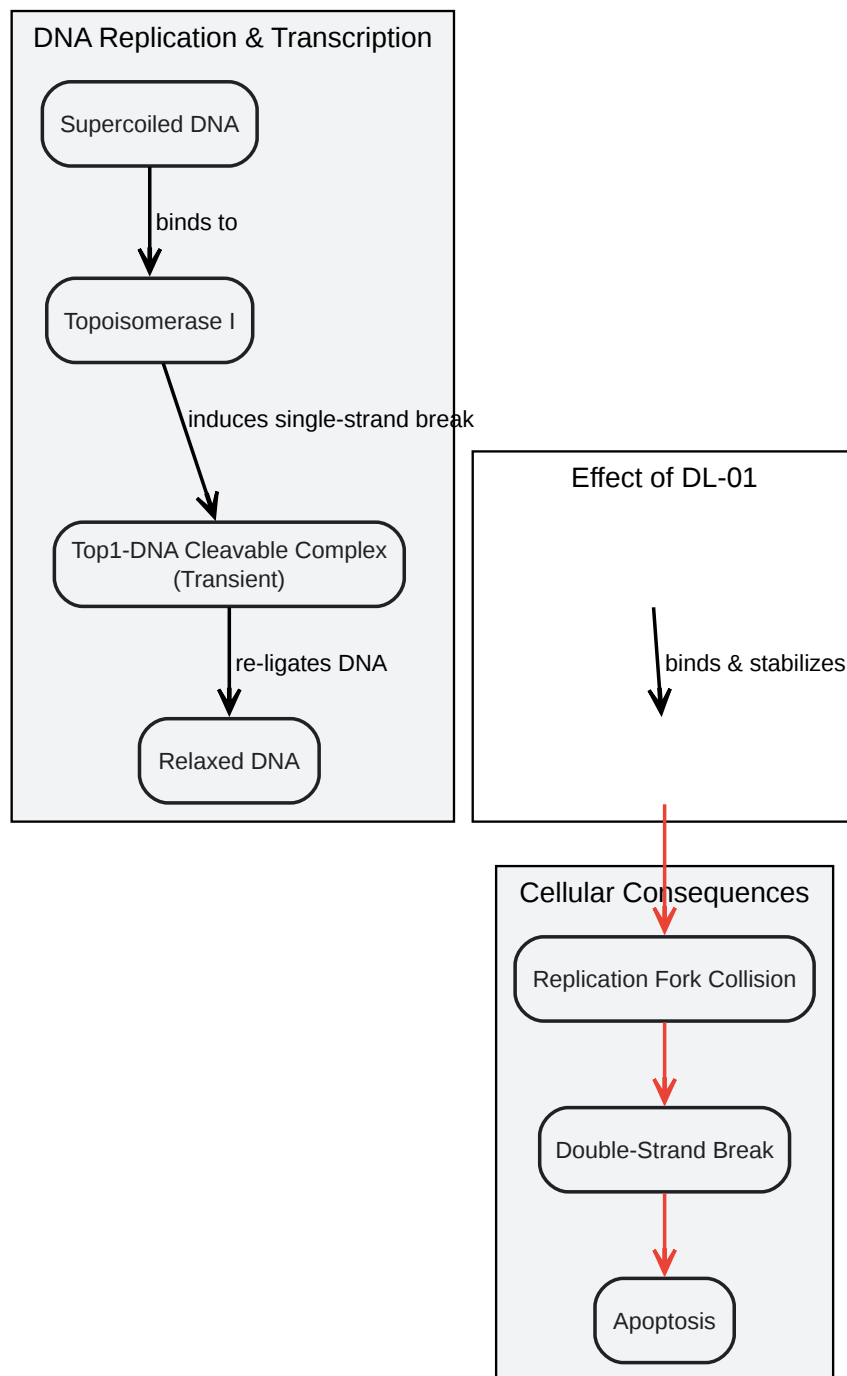 DNA Replication & Transcription
Supercoiled DNA
binds to
Topoisomerase I
induces single-strand break
Top1-DNA Cleavable Complex
(Transient)
re-ligates DNA
Relaxed DNA
Effect of DL-01
binds & stabilizes
Cellular Consequences
Replication Fork Collision
Double-Strand Break
Apoptosis